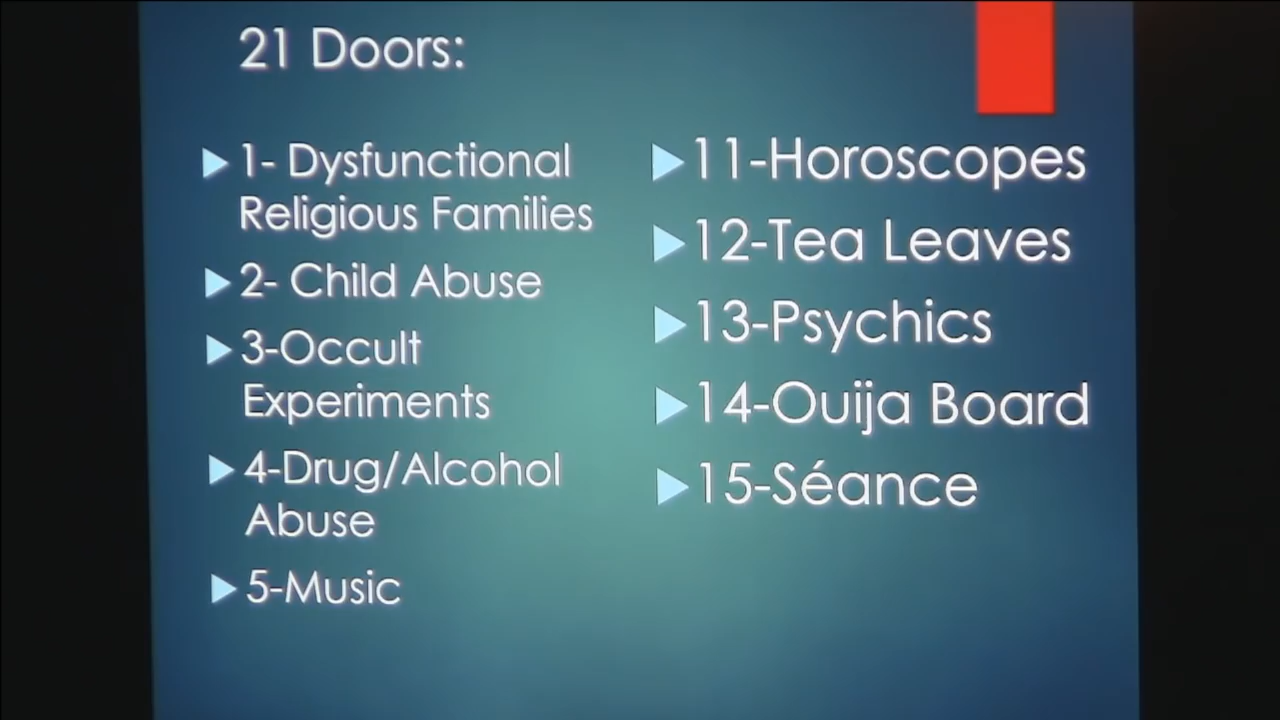 21 Doors:
1- Dysfunctional
Religious Families
2- Child Abuse
3-Occult
Experiments
4-Drug/Alcohol
Abuse
5-Music
11-Horoscopes
12-Tea Leaves
13-Psychics
14-Ouija Board
15-Séance